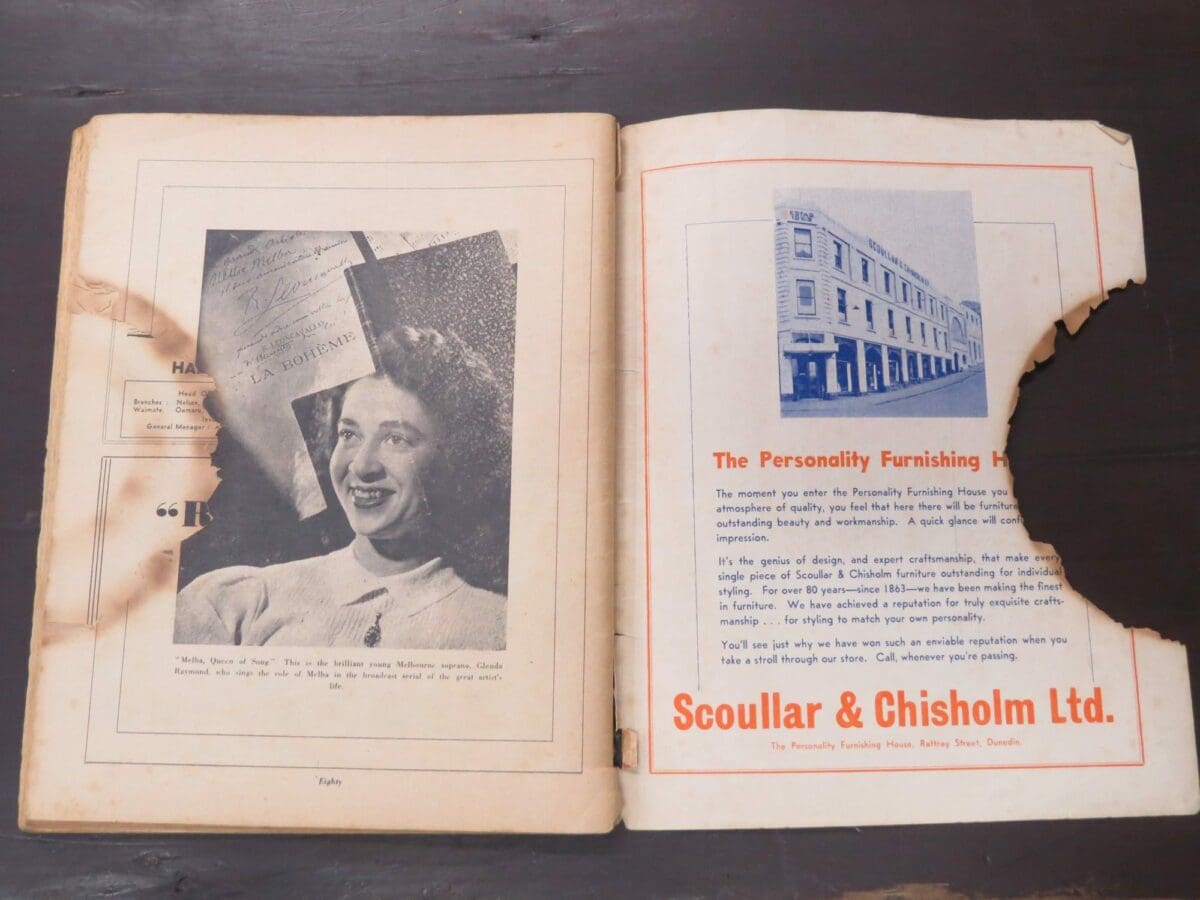 Grande Artiste
Mme Melba
LA BOHÈME
HA
Head O
Branches : Nelson,
Waimate, Oamaru,
General Manager :
“R
"Melba, Queen of Song." This is the brilliant young Melbourne soprano, Glenda
Raymond, who sings the role of Melba in the broadcast serial of the great artist's
life.
Eighty
SCOULLAR & CHISHOLM LTD
The Personality Furnishing H
The moment you enter the Personality Furnishing House you
atmosphere of quality, you feel that here there will be furniture
outstanding beauty and workmanship. A quick glance will conf
impression.
It's the genius of design, and expert craftsmanship, that make every
single piece of Scoullar & Chisholm furniture outstanding for individual
styling. For over 80 years—since 1863—we have been making the finest
in furniture. We have achieved a reputation for truly exquisite crafts-
manship . . . for styling to match your own personality.
You'll see just why we have won such an enviable reputation when you
take a stroll through our store. Call, whenever you're passing.
Scoullar & Chisholm Ltd.
The Personality Furnishing House, Rattray Street, Dunedin.